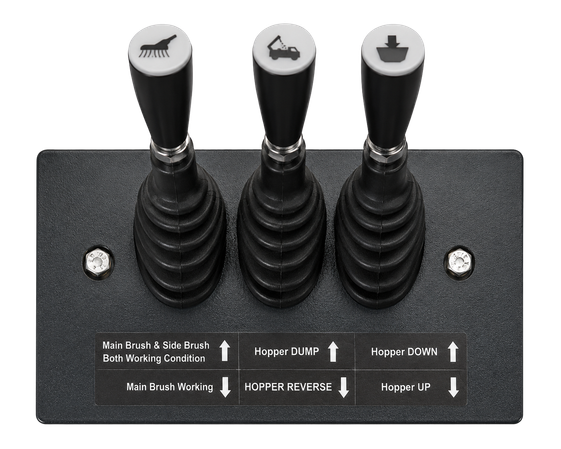 Main Brush & Side Brush
Both Working Condition
Hopper DUMP
Hopper DOWN
Main Brush Working
HOPPER REVERSE
Hopper UP